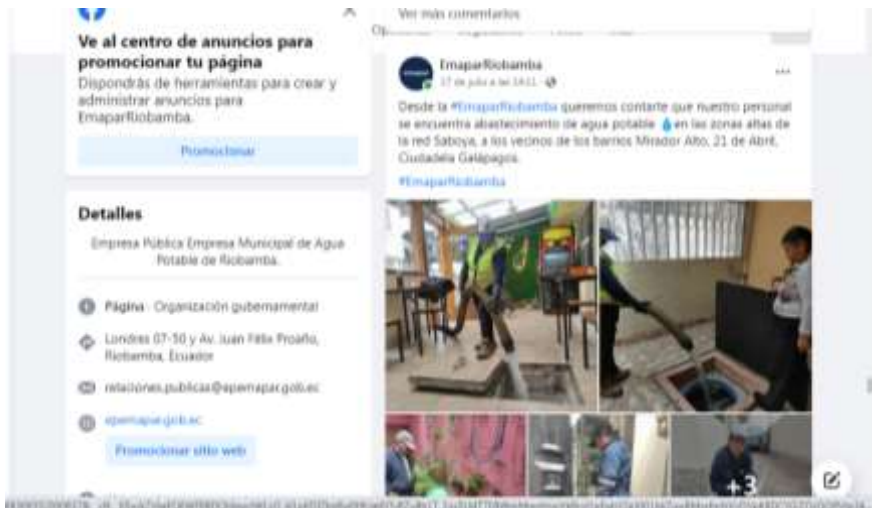 Ve al centro de anuncios para
promocionar tu página
Dispondrás de herramientas para crear y
administrar anuncios para
EmaparRiobamba.
Promocionar
Detalles
Empresa Pública Empresa Municipal de Agua
Potable de Riobamba.
Página · Organización gubernamental
Londres 07-50 y Av. Juan Félix Proaño,
Riobamba, Ecuador
relaciones.publicas@epemapar.gob.ec
epemapar.gob.ec
Promocionar sitio web
Ver más comentarios
EmaparRiobamba
17 de julio a las
Desde la #EmaparRiobamba queremos contarte que nuestro personal
se encuentra abastecimiento de agua potable 💧en las zonas altas de
la red Saboya, a los vecinos de los barrios Mirador Alto, 21 de Abril,
Ciudadela Galápagos.
#EmaparRiobamba
+3